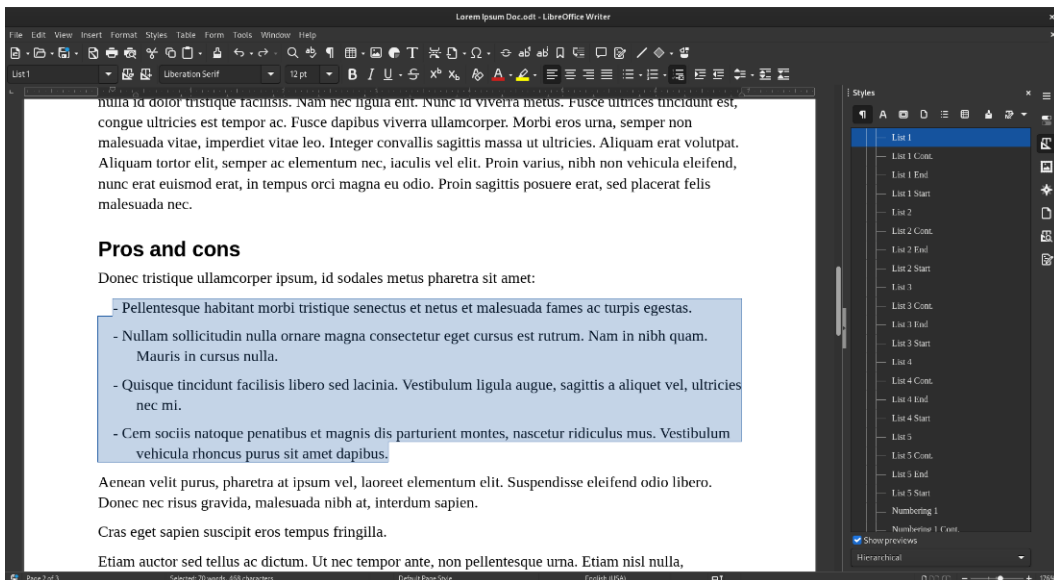 Lorem Ipsum Doc.odt - LibreOffice Writer
File Edit View Insert Format Styles Table Form Tools Window Help
List 1
Liberation Serif
12 pt
nulla id dolor tristique facilisis. Nam nec ligula elit. Nunc id viverra metus. Fusce ultrices tincidunt est,
congue ultricies est tempor ac. Fusce dapibus viverra ullamcorper. Morbi eros urna, semper non
malesuada vitae, imperdiet vitae leo. Integer convallis sagittis massa ut ultricies. Aliquam erat volutpat.
Aliquam tortor elit, semper ac elementum nec, iaculis vel elit. Proin varius, nibh non vehicula eleifend,
nunc erat euismod erat, in tempus orci magna eu odio. Proin sagittis posuere erat, sed placerat felis
malesuada nec.
Pros and cons
Donec tristique ullamcorper ipsum, id sodales metus pharetra sit amet:
- Pellentesque habitant morbi tristique senectus et netus et malesuada fames ac turpis egestas.
- Nullam sollicitudin nulla ornare magna consectetur eget cursus est rutrum. Nam in nibh quam.
Mauris in cursus nulla.
- Quisque tincidunt facilisis libero sed lacinia. Vestibulum ligula augue, sagittis a aliquet vel, ultricies
nec mi.
- Cem sociis natoque penatibus et magnis dis parturient montes, nascetur ridiculus mus. Vestibulum
vehicula rhoncus purus sit amet dapibus.
Aenean velit purus, pharetra at ipsum vel, laoreet elementum elit. Suspendisse eleifend odio libero.
Donec nec risus gravida, malesuada nibh at, interdum sapien.
Cras eget sapien suscipit eros tempus fringilla.
Etiam auctor sed tellus ac dictum. Ut nec tempor ante, non pellentesque urna. Etiam nisl nulla,
Styles
List 1
List 1 Cont.
List 1 End
List 1 Start
List 2
List 2 Cont.
List 2 End
List 2 Start
List 3
List 3 Cont.
List 3 End
List 3 Start
List 4
List 4 Cont.
List 4 End
List 4 Start
List 5
List 5 Cont.
List 5 End
List 5 Start
Numbering 1
Numbering 1 Cont.
Show previews
Hierarchical
Page 2 of 3
Selected: 70 words, 468 characters
Default Page Style
English (USA)